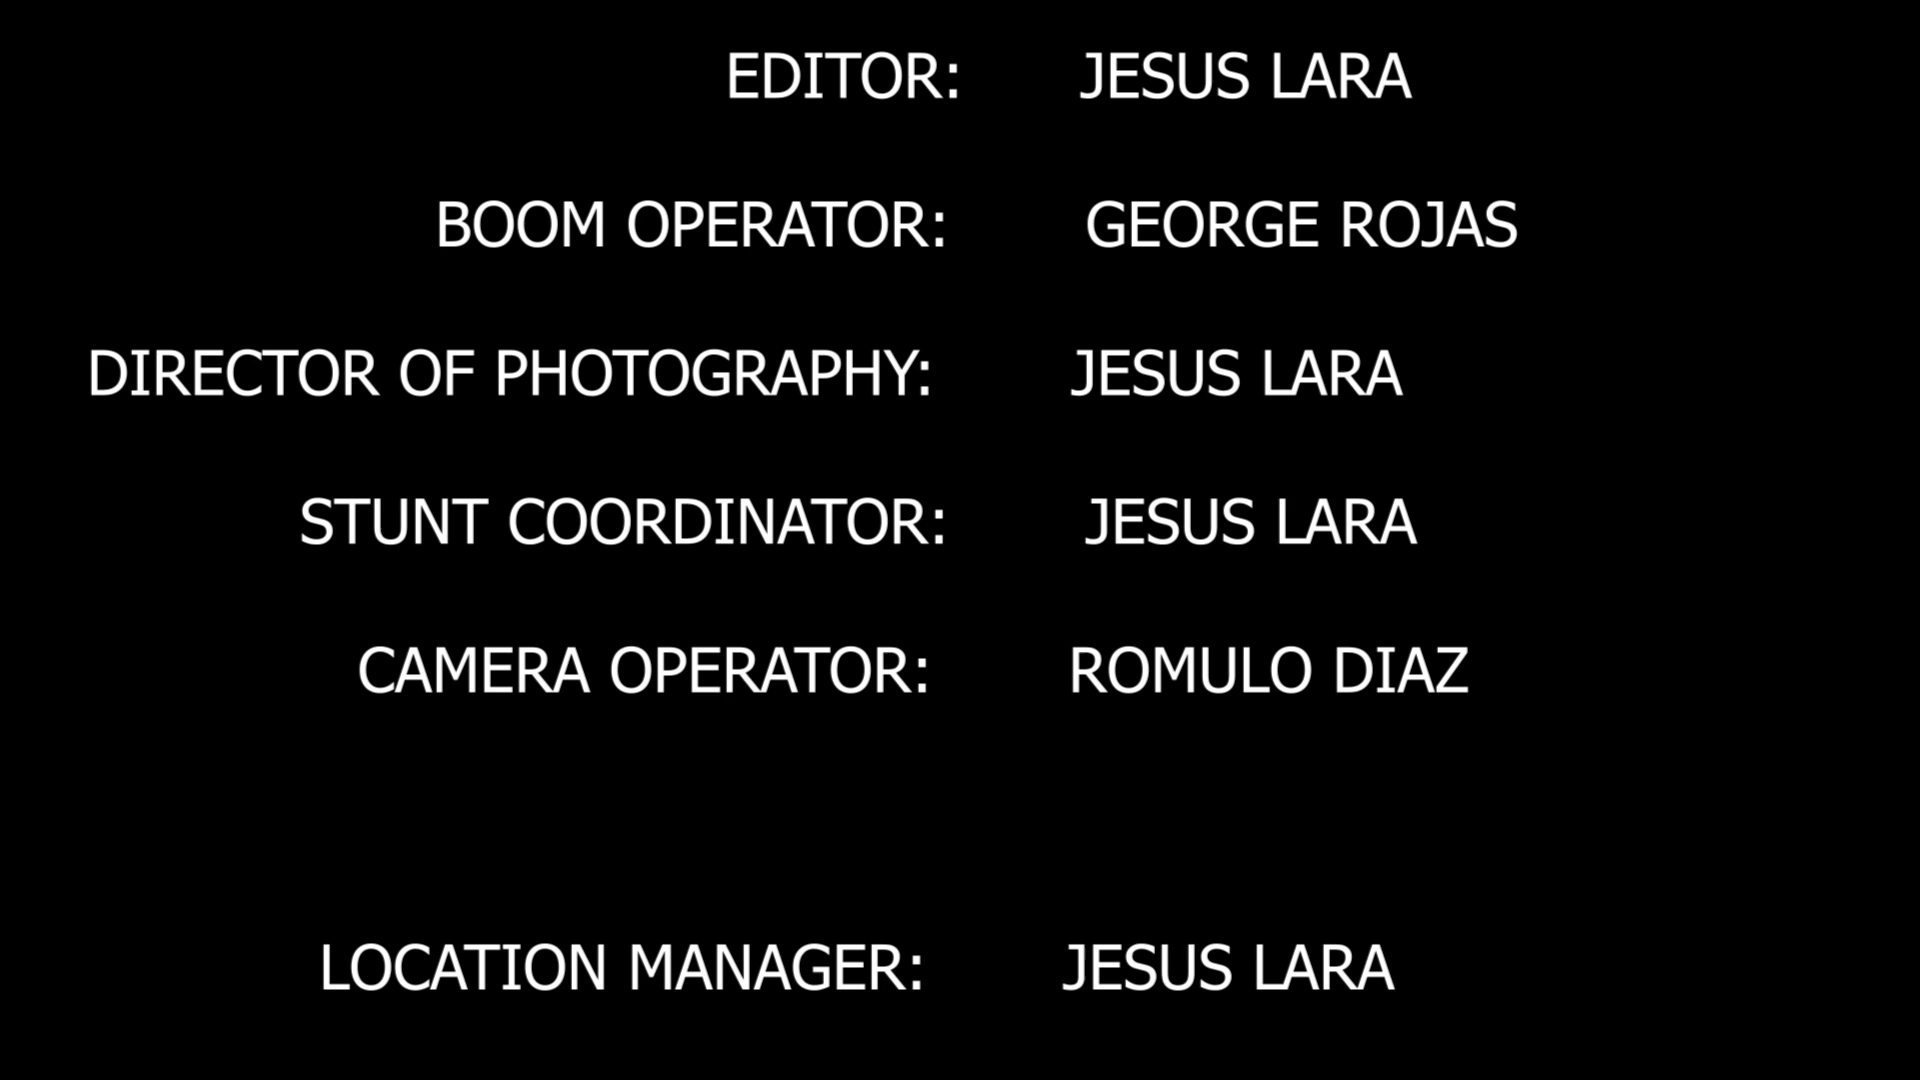 EDITOR: JESUS LARA
BOOM OPERATOR: GEORGE ROJAS
DIRECTOR OF PHOTOGRAPHY: JESUS LARA
STUNT COORDINATOR: JESUS LARA
CAMERA OPERATOR: ROMULO DIAZ
LOCATION MANAGER: JESUS LARA